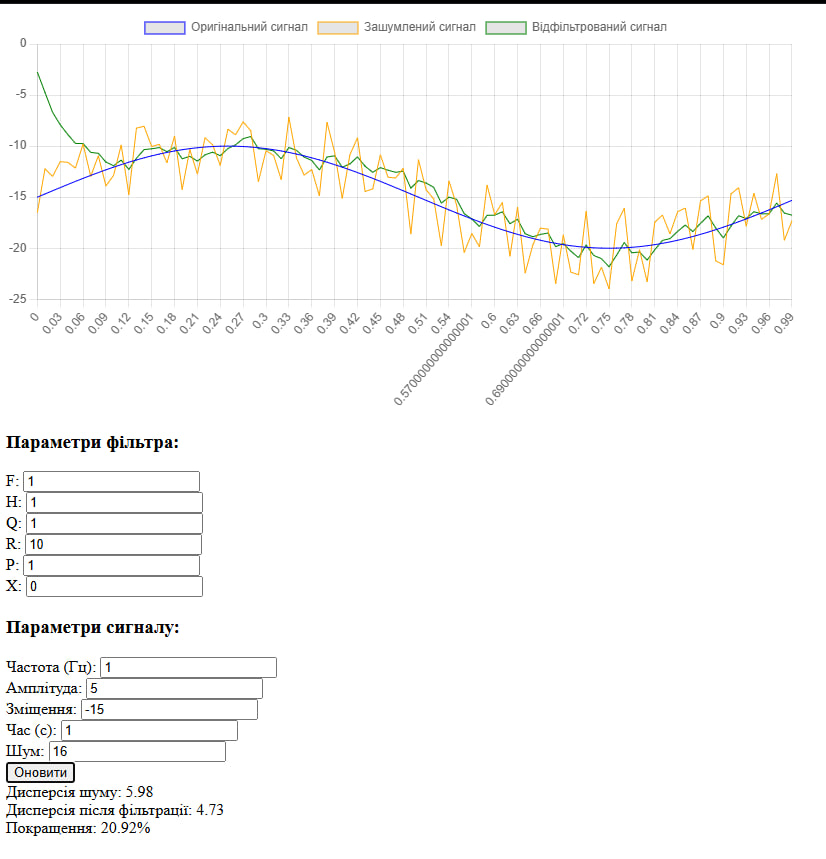 Оригінальний сигнал Зашумлений сигнал Відфільтрований сигнал
0
-5
-10
-15
-20
-25
0 0.03 0.06 0.09 0.12 0.15 0.18 0.21 0.24 0.27 0.3 0.33 0.36 0.39 0.42 0.45 0.48 0.51 0.54 0.5700000000000001 0.6 0.63 0.66 0.6900000000000001 0.72 0.75 0.78 0.81 0.84 0.87 0.9 0.93 0.96 0.99
Параметри фільтра:
F: 1
H: 1
Q: 1
R: 10
P: 1
X: 0
Параметри сигналу:
Частота (Гц): 1
Амплітуда: 5
Зміщення: -15
Час (с): 1
Шум: 16
Оновити
Дисперсія шуму: 5.98
Дисперсія після фільтрації: 4.73
Покращення: 20.92%